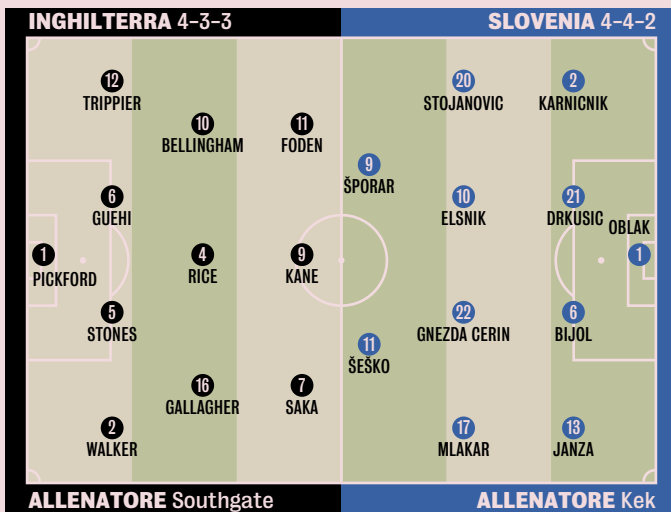 INGHILTERRA 4-3-3
SLOVENIA 4-4-2
12
TRIPPIER
10
BELLINGHAM
11
FODEN
6
GUEHI
4
RICE
9
KANE
1
PICKFORD
5
STONES
16
GALLAGHER
7
SAKA
2
WALKER
20
STOJANOVIC
2
KARNICNIK
9
ŠPORAR
10
ELSNIK
21
DRKUSIC
OBLAK
1
22
GNEZDA CERIN
6
BIJOL
11
ŠEŠKO
17
MLAKAR
13
JANZA
ALLENATORE Southgate
ALLENATORE Kek